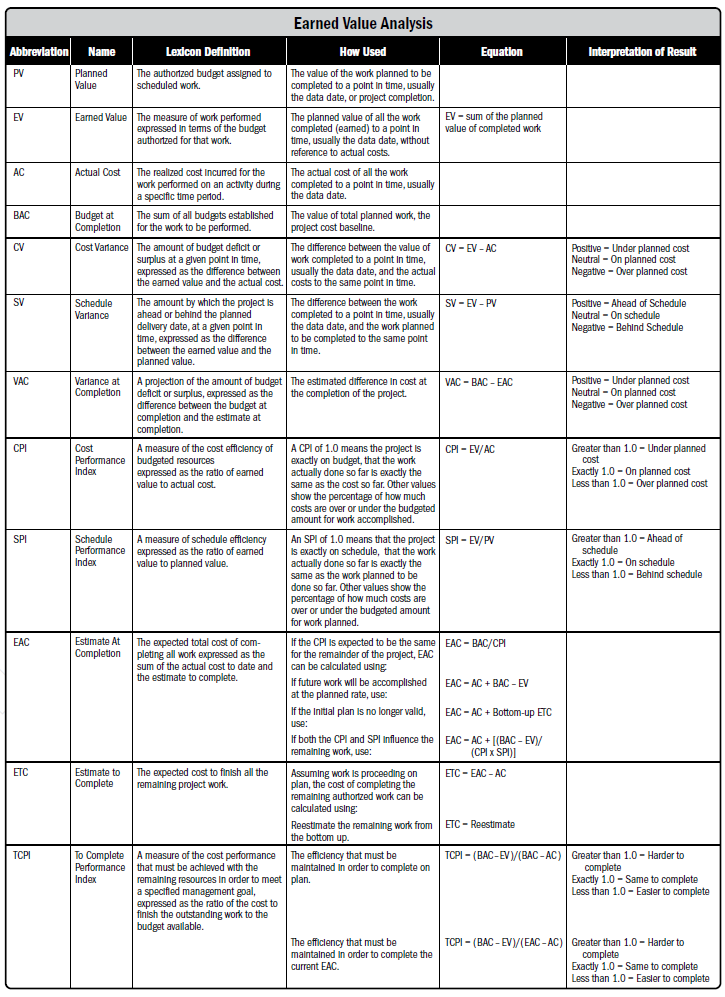 Earned Value Analysis
Abbreviation Name Lexicon Definition How Used Equation Interpretation of Result
PV
Planned
Value
The authorized budget assigned to
scheduled work.
The value of the work planned to be
completed to a point in time, usually
the data date, or project completion.
EV
Earned Value
The measure of work performed
expressed in terms of the budget
authorized for that work.
The planned value of all the work
completed (earned) to a point in
time, usually the data date, without
reference to actual costs.
EV = sum of the planned
value of completed work
AC
Actual Cost
The realized cost incurred for the
work performed on an activity during
a specific time period.
The actual cost of all the work
completed to a point in time, usually
the data date.
BAC
Budget at
Completion
The sum of all budgets established
for the work to be performed.
The value of total planned work, the
project cost baseline.
CV
Cost Variance
The amount of budget deficit or
surplus at a given point in time,
expressed as the difference between
the earned value and the actual cost.
The difference between the value of
work completed to a point in time,
usually the data date, and the actual
costs to the same point in time.
CV = EV – AC
Positive = Under planned cost
Neutral = On planned cost
Negative = Over planned cost
SV
Schedule
Variance
The amount by which the project is
ahead or behind the planned
delivery date, at a given point in
time, expressed as the difference
between the earned value and the
planned value.
The difference between the work
completed to a point in time, usually
the data date, and the work planned
to be completed to the same point
in time.
SV = EV – PV
Positive = Ahead of Schedule
Neutral = On schedule
Negative = Behind Schedule
VAC
Variance at
Completion
A projection of the amount of budget
deficit or surplus, expressed as the
difference between the budget at
completion and the estimate at
completion.
The estimated difference in cost at
the completion of the project.
VAC = BAC – EAC
Positive = Under planned cost
Neutral = On planned cost
Negative = Over planned cost
CPI
Cost
Performance
Index
A measure of the cost efficiency of
budgeted resources
expressed as the ratio of earned
value to actual cost.
A CPI of 1.0 means the project is
exactly on budget, that the work
actually done so far is exactly the
same as the cost so far. Other values
show the percentage of how much
costs are over or under the budgeted
amount for work accomplished.
CPI = EV/AC
Greater than 1.0 = Under planned
cost
Exactly 1.0 = On planned cost
Less than 1.0 = Over planned cost
SPI
Schedule
Performance
Index
A measure of schedule efficiency
expressed as the ratio of earned
value to planned value.
An SPI of 1.0 means that the project
is exactly on schedule, that the work
actually done so far is exactly the
same as the work planned to be
done so far. Other values show the
percentage of how much costs are
over or under the budgeted amount
for work planned.
SPI = EV/PV
Greater than 1.0 = Ahead of
schedule
Exactly 1.0 = On schedule
Less than 1.0 = Behind schedule
EAC
Estimate At
Completion
The expected total cost of com-
pleting all work expressed as the
sum of the actual cost to date and
the estimate to complete.
If the CPI is expected to be the same
for the remainder of the project, EAC
can be calculated using:
EAC = BAC/CPI
If future work will be accomplished
at the planned rate, use:
EAC = AC + BAC – EV
If the initial plan is no longer valid,
use:
EAC = AC + Bottom-up ETC
If both the CPI and SPI influence the
remaining work, use:
EAC = AC + [(BAC – EV)/
(CPI x SPI)]
ETC
Estimate to
Complete
The expected cost to finish all the
remaining project work.
Assuming work is proceeding on
plan, the cost of completing the
remaining authorized work can be
calculated using:
ETC = EAC – AC
Reestimate the remaining work from
the bottom up.
ETC = Reestimate
TCPI
To Complete
Performance
Index
A measure of the cost performance
that must be achieved with the
remaining resources in order to meet
a specified management goal,
expressed as the ratio of the cost to
finish the outstanding work to the
budget available.
The efficiency that must be
maintained in order to complete on
plan.
TCPI = (BAC–EV)/(BAC–AC)
Greater than 1.0 = Harder to
complete
Exactly 1.0 = Same to complete
Less than 1.0 = Easier to complete
The efficiency that must be
maintained in order to complete the
current EAC.
TCPI = (BAC – EV)/(EAC – AC)
Greater than 1.0 = Harder to
complete
Exactly 1.0 = Same to complete
Less than 1.0 = Easier to complete